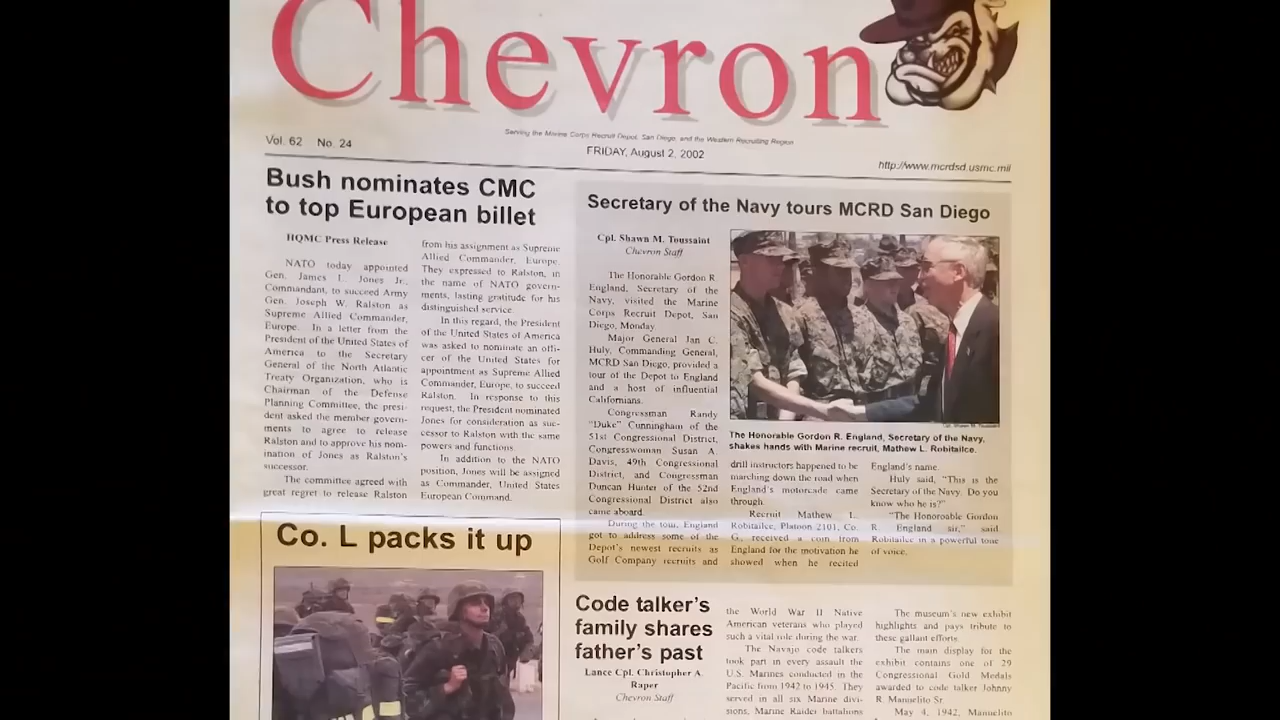 Chevron
Serving the Marine Corps Recruit Depot, San Diego, and the Western Recruiting Region
Vol. 62 No. 24
FRIDAY, August 2, 2002
http://www.mcrdsd.usmc.mil
Bush nominates CMC
to top European billet
HQMC Press Release
NATO today appointed
Gen. James L. Jones Jr.,
Commandant, to succeed Army
Gen. Joseph W. Ralston as
Supreme Allied Commander,
Europe. In a letter from the
President of the United States of
America to the Secretary
General of the North Atlantic
Treaty Organization, who is
Chairman of the Defense
Planning Committee, the presi-
dent asked the member govern-
ments to agree to release
Ralston and to approve his nom-
ination of Jones as Ralston's
successor.
The committee agreed with
great regret to release Ralston
from his assignment as Supreme
Allied Commander, Europe.
They expressed to Ralston, in
the name of NATO govern-
ments, lasting gratitude for his
distinguished service.
In this regard, the President
of the United States of America
was asked to nominate an offi-
cer of the United States for
appointment as Supreme Allied
Commander, Europe, to succeed
Ralston. In response to this
request, the President nominated
Jones for consideration as suc-
cessor to Ralston with the same
powers and functions.
In addition to the NATO
position, Jones will be assigned
as Commander, United States
European Command.
Secretary of the Navy tours MCRD San Diego
Cpl. Shawn M. Toussaint
Chevron Staff
The Honorable Gordon R.
England, Secretary of the
Navy, visited the Marine
Corps Recruit Depot, San
Diego, Monday.
Major General Jan C.
Huly, Commanding General,
MCRD San Diego, provided a
tour of the Depot to England
and a host of influential
Californians.
Congressman Randy
"Duke" Cunningham of the
51st Congressional District,
Congresswoman Susan A.
Davis, 49th Congressional
District, and Congressman
Duncan Hunter of the 52nd
Congressional District also
came aboard.
During the tour, England
got to address some of the
Depot's newest recruits as
Golf Company recruits and
Cpl. Shawn M. Toussaint
The Honorable Gordon R. England, Secretary of the Navy,
shakes hands with Marine recruit, Mathew L. Robitailce.
drill instructors happened to be
marching down the road when
England's motorcade came
through.
Recruit Mathew L.
Robitailce, Platoon 2101, Co.
G., received a coin from
England for the motivation he
showed when he recited
England's name.
Huly said, "This is the
Secretary of the Navy. Do you
know who he is?"
"The Honoroable Gordon
R. England sir," said
Robitailce in a powerful tone
of voice.
Co. L packs it up
Code talker's
family shares
father's past
Lance Cpl. Christopher A.
Raper
Chevron Staff
the World War II Native
American veterans who played
such a vital role during the war.
The Navajo code talkers
took part in every assault the
U.S. Marines conducted in the
Pacific from 1942 to 1945. They
served in all six Marine divi-
sions, Marine Raider battalions
The museum's new exhibit
highlights and pays tribute to
these gallant efforts.
The main display for the
exhibit contains one of 29
Congressional Gold Medals
awarded to code talker Johnny
R. Manuelito Sr.
May 4, 1942, Manuelito